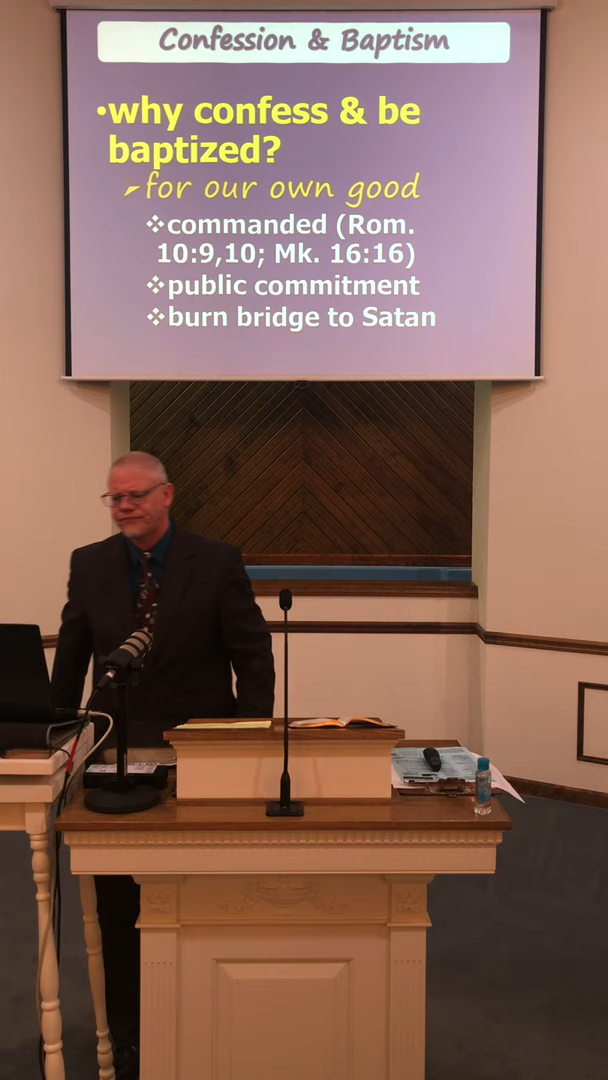 Confession & Baptism
•why confess & be
baptized?
➢for our own good
❖commanded (Rom.
10:9,10; Mk. 16:16)
❖public commitment
❖burn bridge to Satan